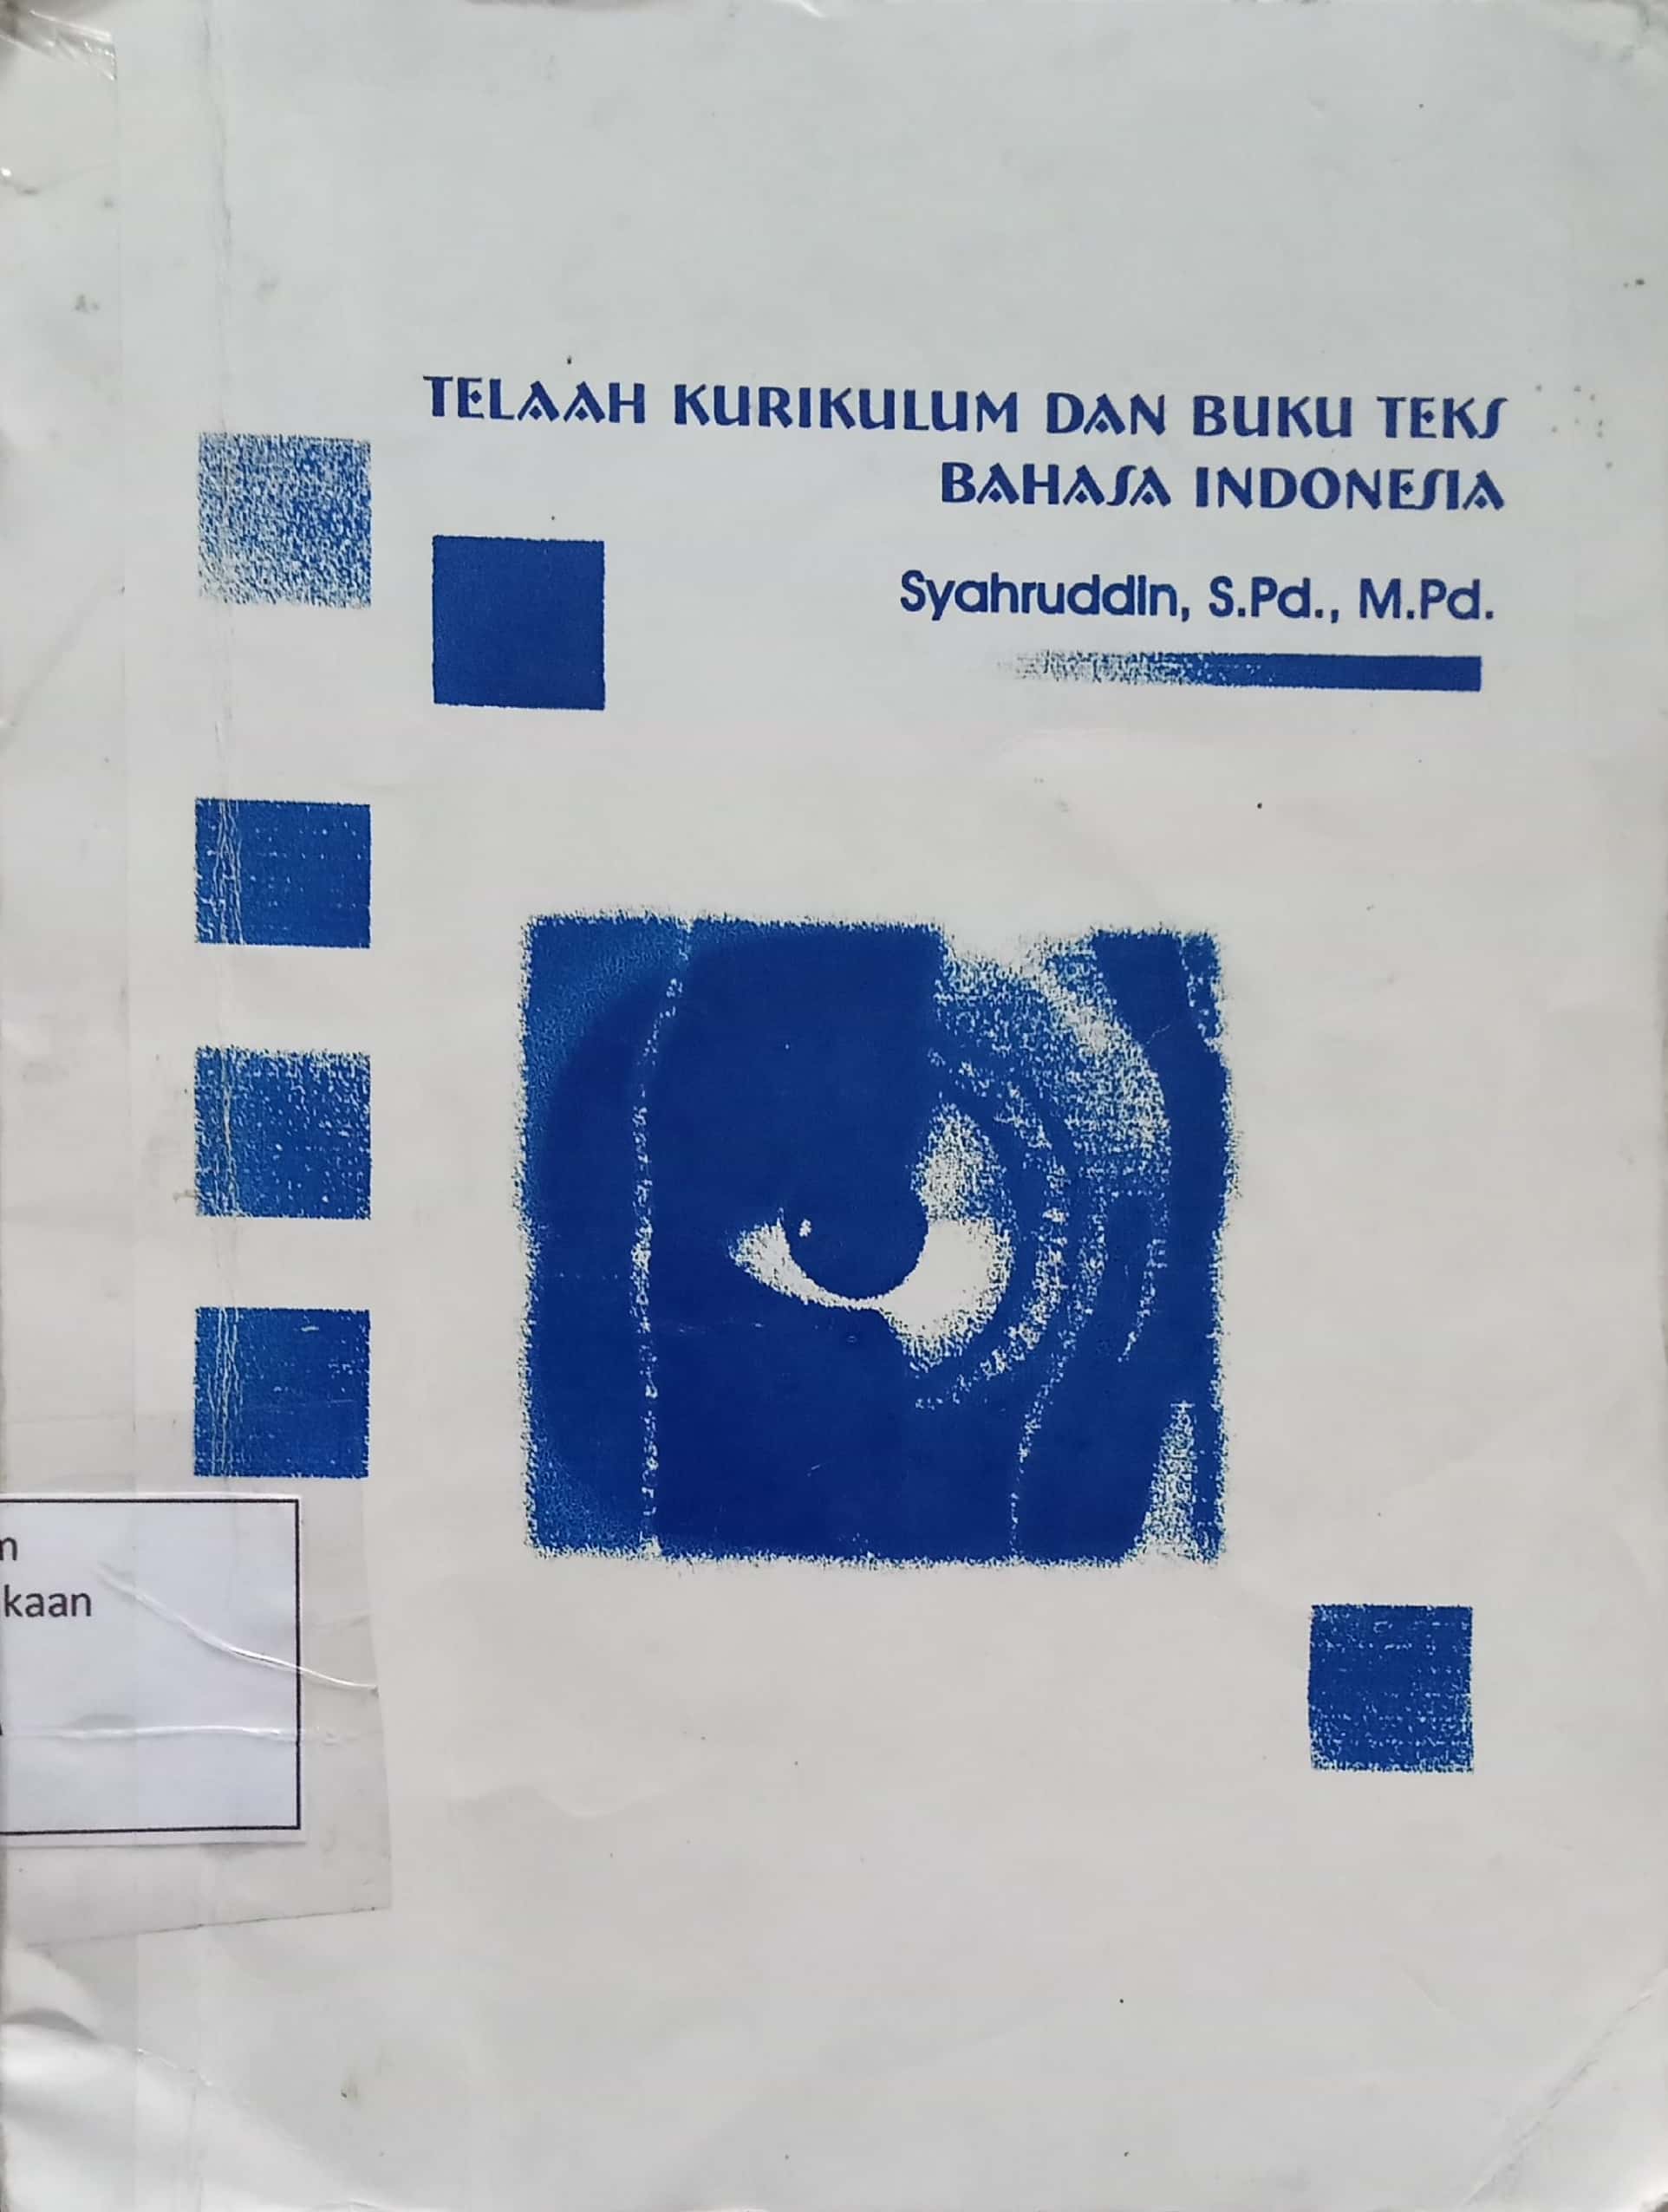 TELAAH KURIKULUM DAN BUKU TEKS
BAHASA INDONESIA
Syahruddin, S.Pd., M.Pd.
kaan